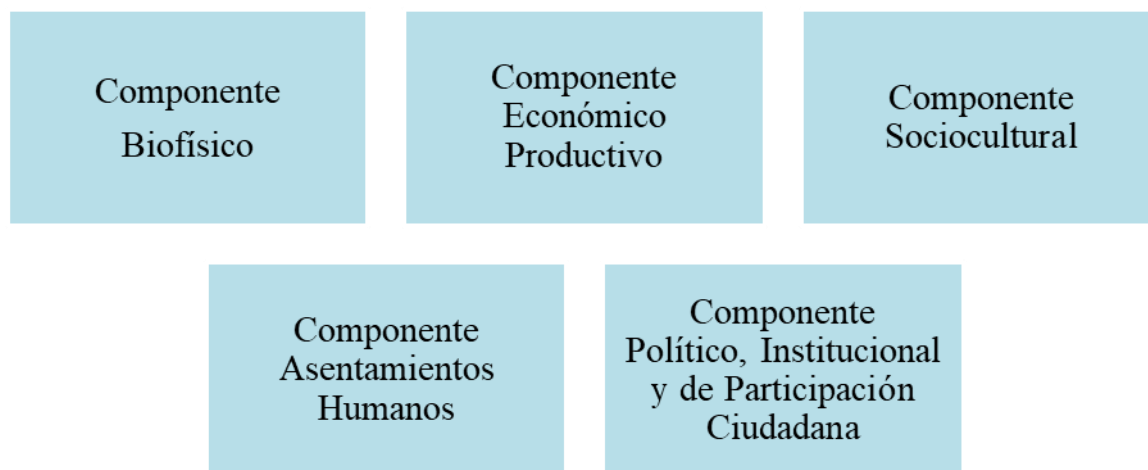 Componente
Biofísico
Componente
Económico
Productivo
Componente
Sociocultural
Componente
Asentamientos
Humanos
Componente
Político, Institucional
y de Participación
Ciudadana